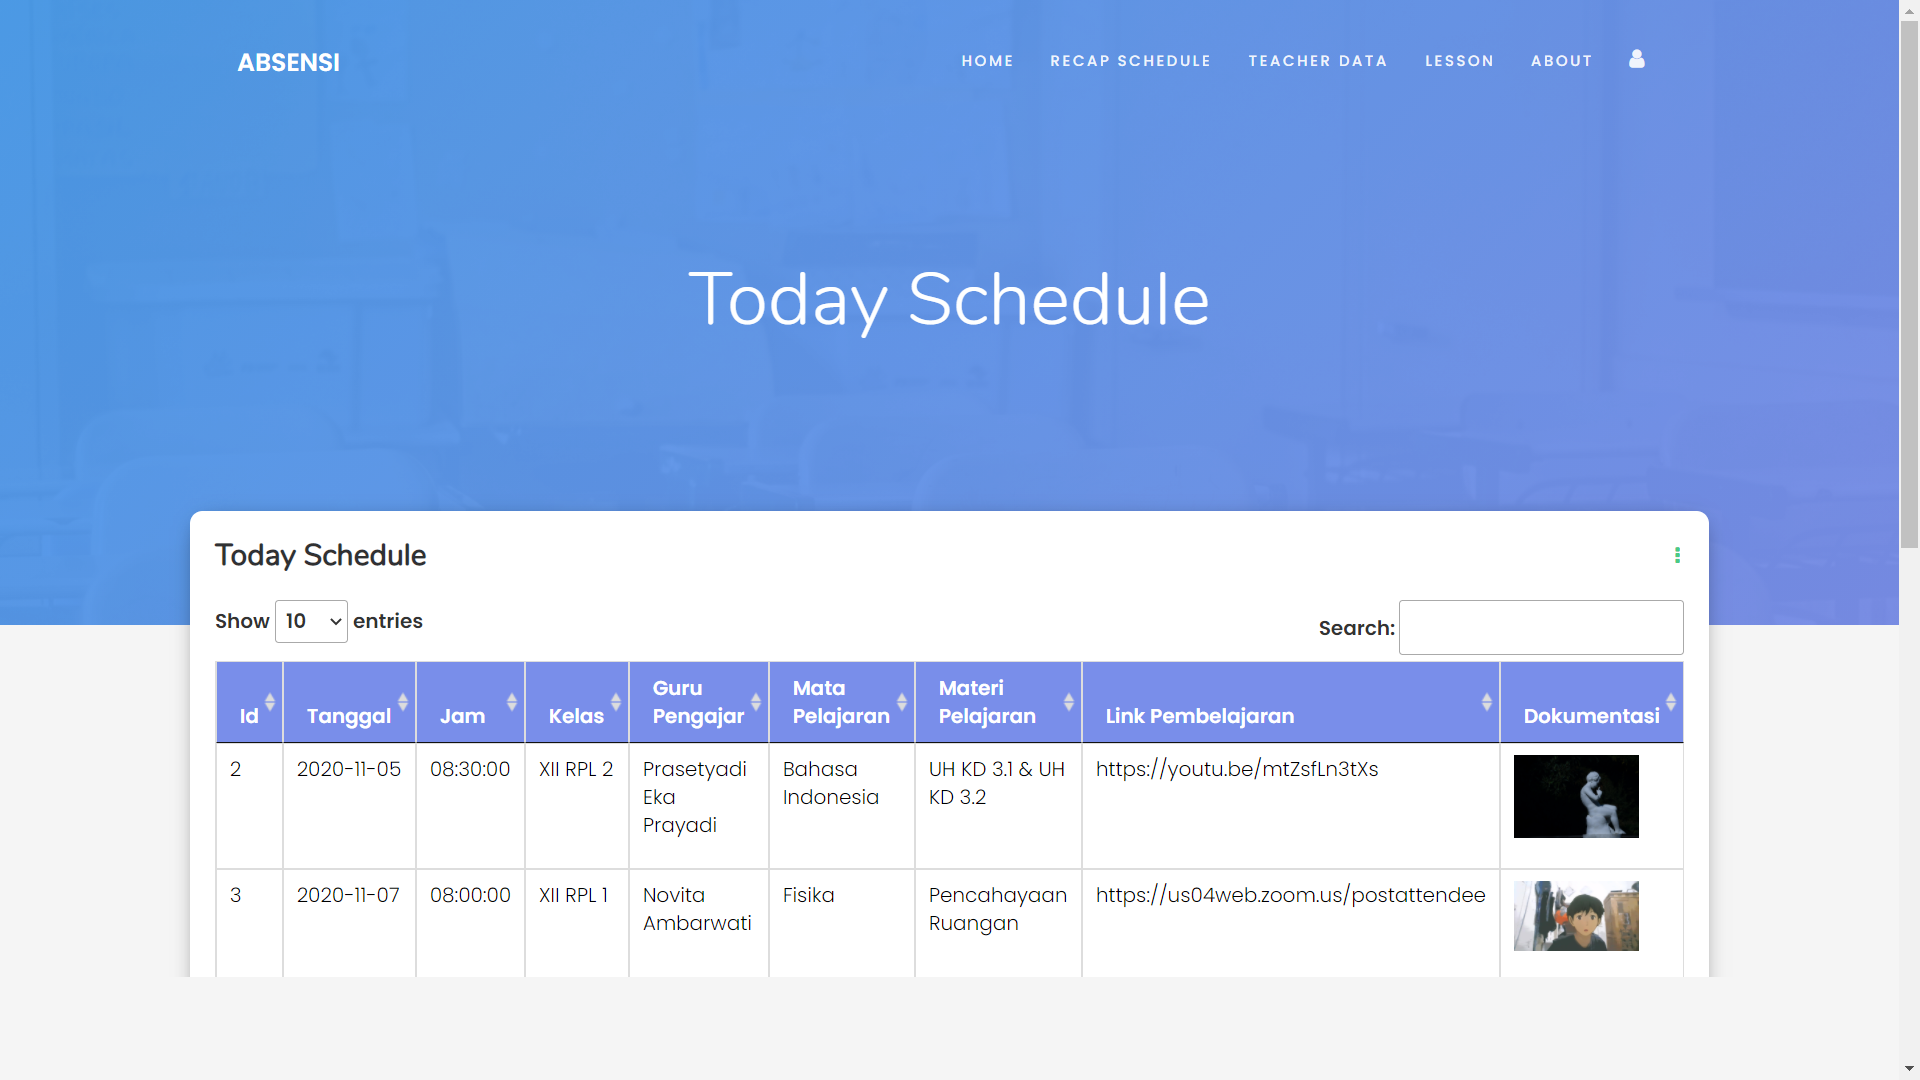 ABSENSI
HOME RECAP SCHEDULE TEACHER DATA LESSON ABOUT
Today Schedule
Today Schedule
Show 10 entries
Search:
Id Tanggal Jam Kelas Guru Pengajar Mata Pelajaran Materi Pelajaran Link Pembelajaran Dokumentasi
2 2020-11-05 08:30:00 XII RPL 2 Prasetyadi Eka Prayadi Bahasa Indonesia UH KD 3.1 & UH KD 3.2 https://youtu.be/mtZsfLn3tXs
3 2020-11-07 08:00:00 XII RPL 1 Novita Ambarwati Fisika Pencahayaan Ruangan https://us04web.zoom.us/postattendee